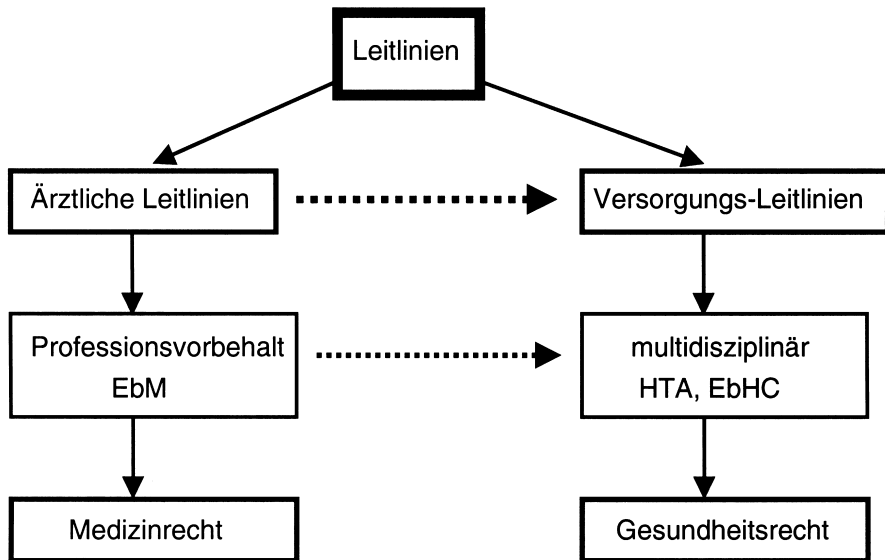 Leitlinien
Ärztliche Leitlinien
Versorgungs-Leitlinien
Professionsvorbehalt
EbM
multidisziplinär
HTA, EbHC
Medizinrecht
Gesundheitsrecht